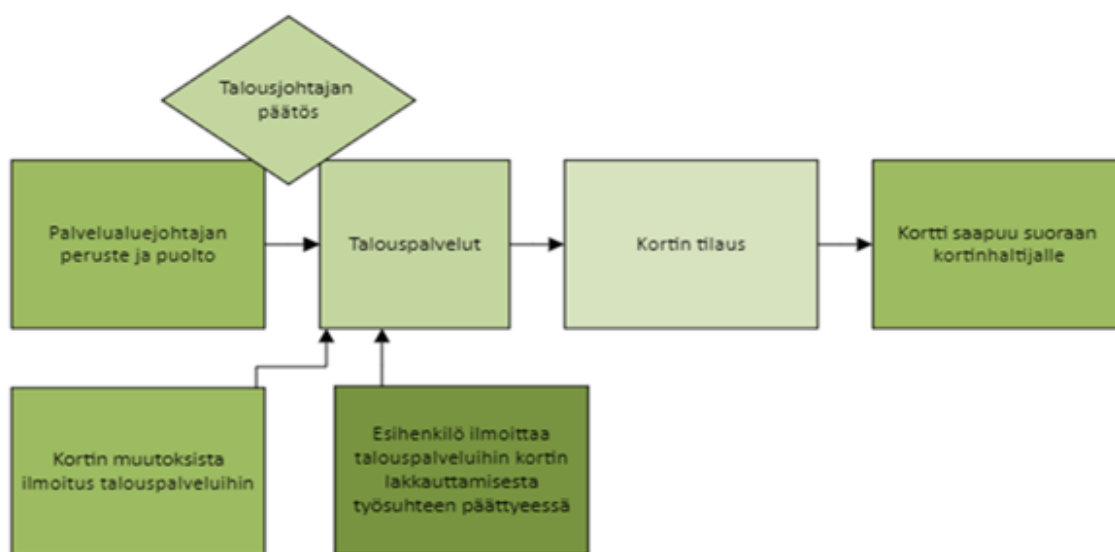 Talousjohtajan
päätös
Palvelualuejohtajan
peruste ja puolto
Talouspalvelut
Kortin tilaus
Kortti saapuu suoraan
kortinhaltijalle
Kortin muutoksista
ilmoitus talouspalveluihin
Esihenkilö ilmoittaa
talouspalveluihin kortin
lakkauttamisesta
työsuhteen päättyeessä